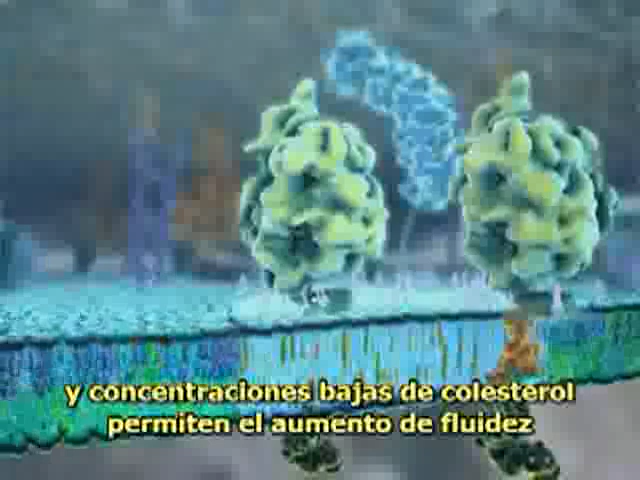 y concentraciones bajas de colesterol
permiten el aumento de fluidez